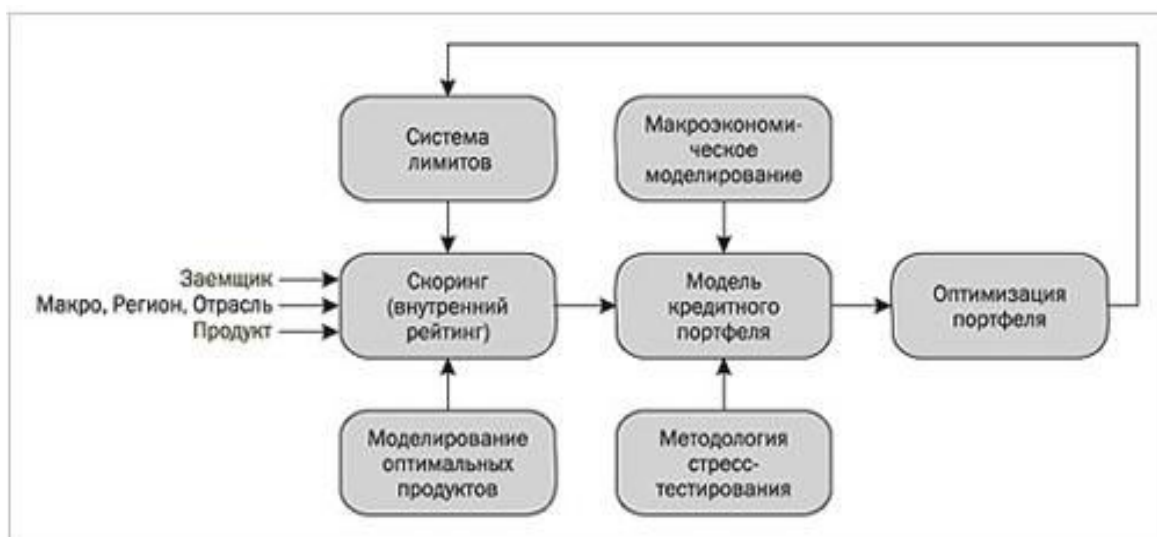 Система
лимитов
Макроэкономи-
ческое
моделирование
Заемщик
Макро, Регион, Отрасль
Продукт
Скоринг
(внутренний
рейтинг)
Модель
кредитного
портфеля
Оптимизация
портфеля
Моделирование
оптимальных
продуктов
Методология
стресс-
тестирования